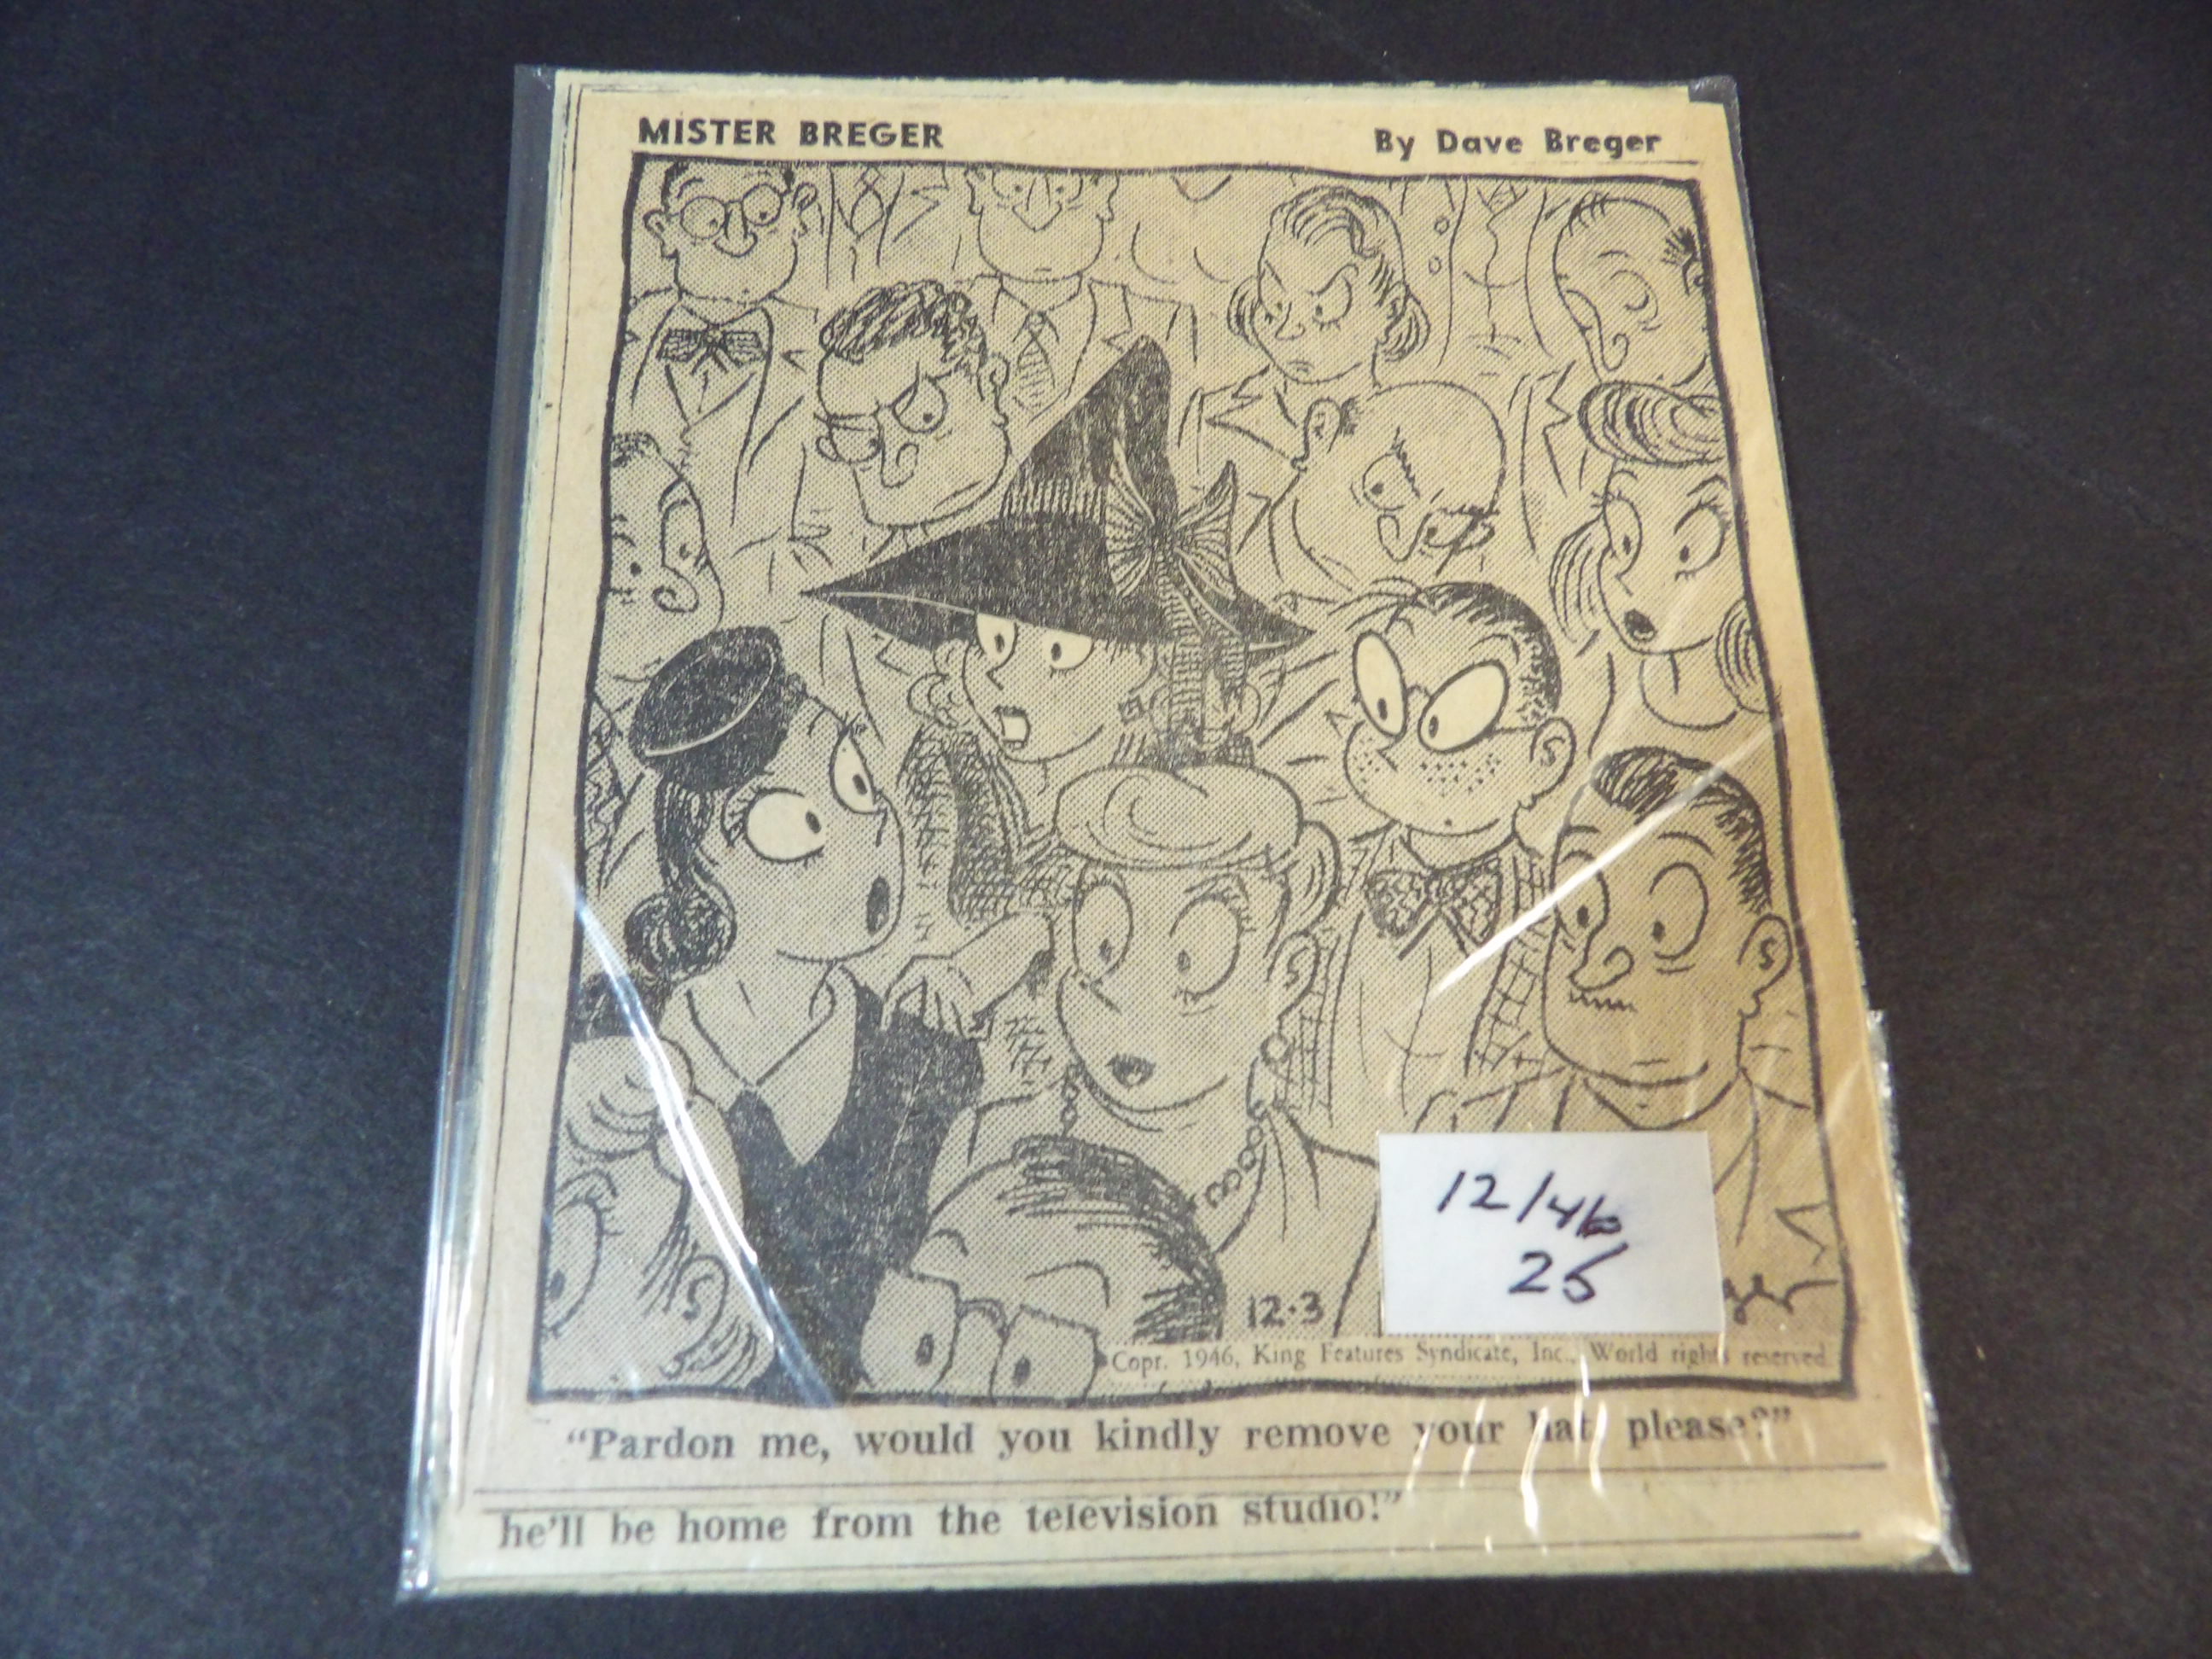 MISTER BREGER By Dave Breger
12/46
25
12·3
Copr. 1946, King Features Syndicate, Inc., World rights reserved.
“Pardon me, would you kindly remove your hat, please?”
he’ll be home from the television studio!”